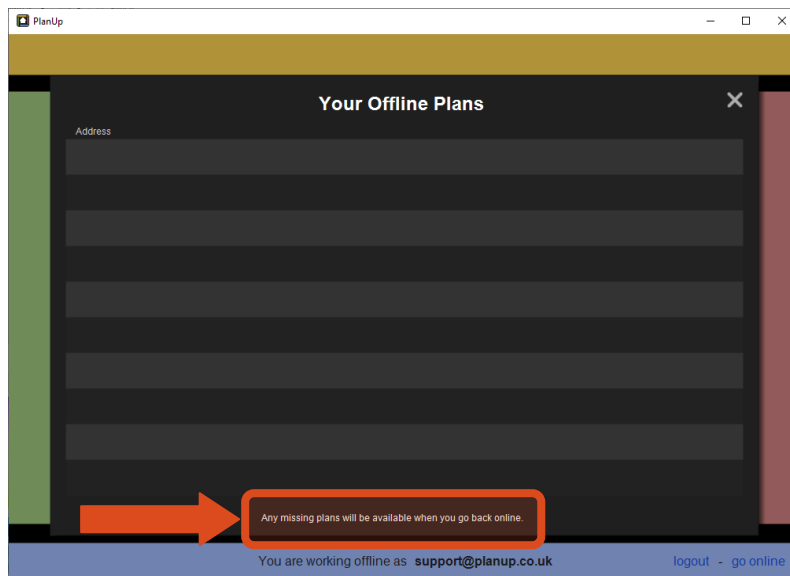 PlanUp
Your Offline Plans
Address
Any missing plans will be available when you go back online.
You are working offline as support@planup.co.uk
logout - go online